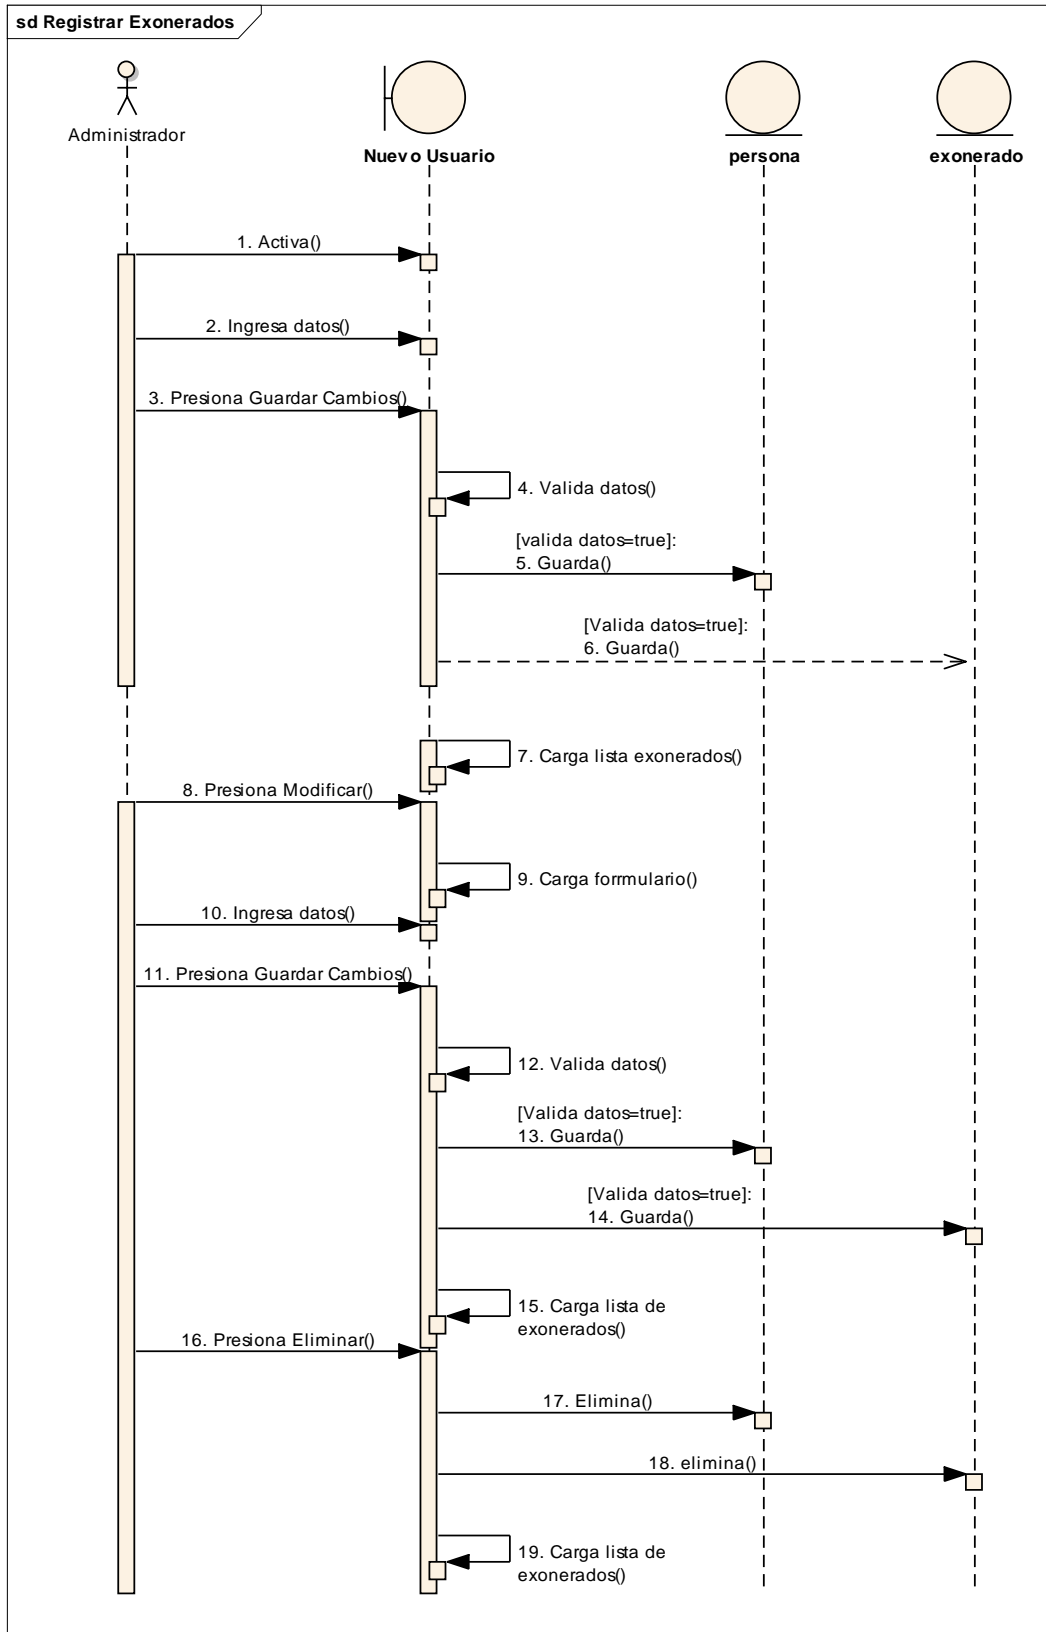 sd Registrar Exonerados
Administrador
Nuevo Usuario
persona
exonerado
1. Activa()
2. Ingresa datos()
3. Presiona Guardar Cambios()
4. Valida datos()
[valida datos=true]:
5. Guarda()
[Valida datos=true]:
6. Guarda()
7. Carga lista exonerados()
8. Presiona Modificar()
9. Carga forrmulario()
10. Ingresa datos()
11. Presiona Guardar Cambios()
12. Valida datos()
[Valida datos=true]:
13. Guarda()
[Valida datos=true]:
14. Guarda()
15. Carga lista de
exonerados()
16. Presiona Eliminar()
17. Elimina()
18. elimina()
19. Carga lista de
exonerados()